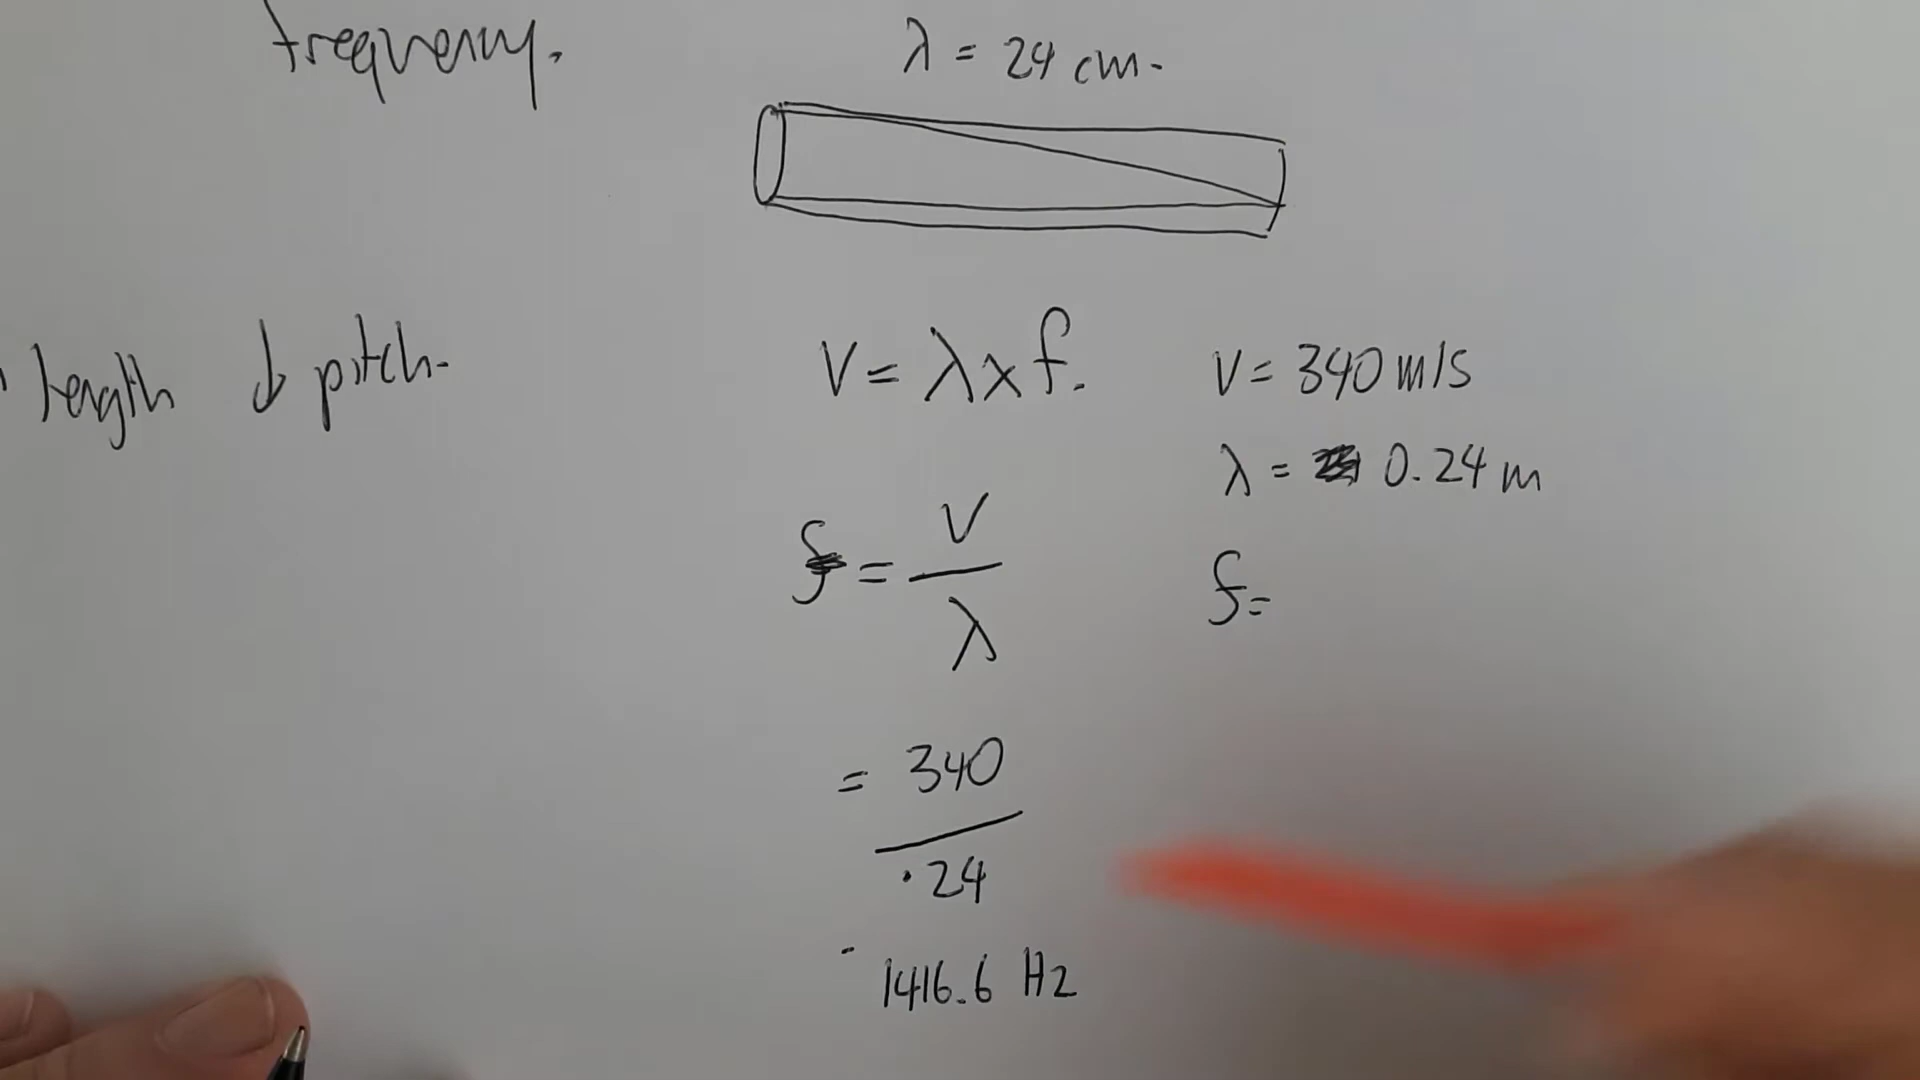 frequency.
λ = 24 cm.
length ↓ pitch.
V = λ x f.
V = 340 m/s
λ = 0.24 m
f = V / λ
f =
= 340 / .24
1416.6 Hz